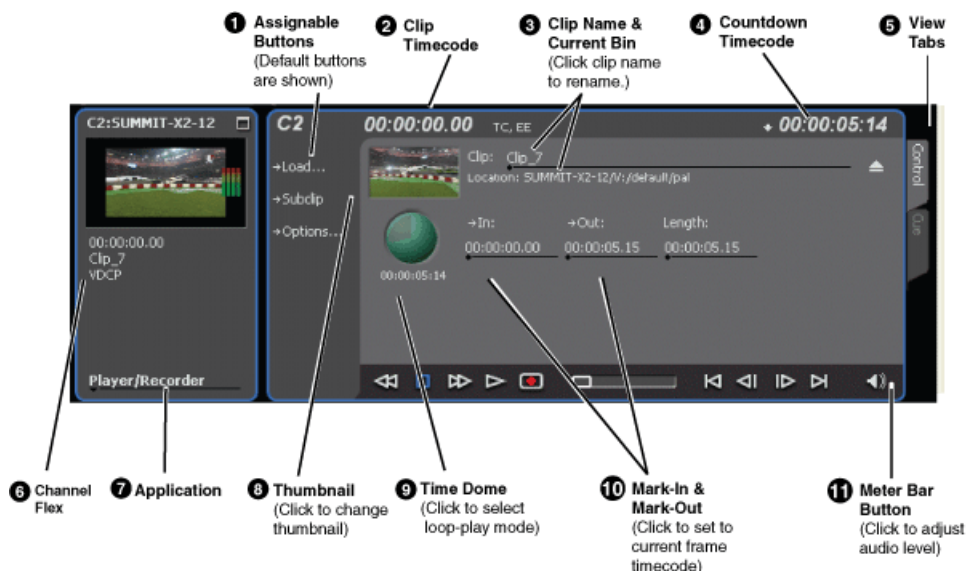 1 Assignable
Buttons
(Default buttons
are shown)
2 Clip
Timecode
3 Clip Name &
Current Bin
(Click clip name
to rename.)
4 Countdown
Timecode
5 View
Tabs
C2:SUMMIT-X2-12
00:00:00.00
Clip_7
VDCP
Player/Recorder
C2
00:00:00.00
TC, EE
00:00:05:14
→Load...
→Subclip
→Options...
Clip: Clip_7
Location: SUMMIT-X2-12/V:/default/pal
→In:
→Out:
Length:
00:00:00.00
00:00:05.15
00:00:05.15
00:00:05:14
Control
Cue
6 Channel
Flex
7 Application
8 Thumbnail
(Click to change
thumbnail)
9 Time Dome
(Click to select
loop-play mode)
10 Mark-In &
Mark-Out
(Click to set to
current frame
timecode)
11 Meter Bar
Button
(Click to adjust
audio level)